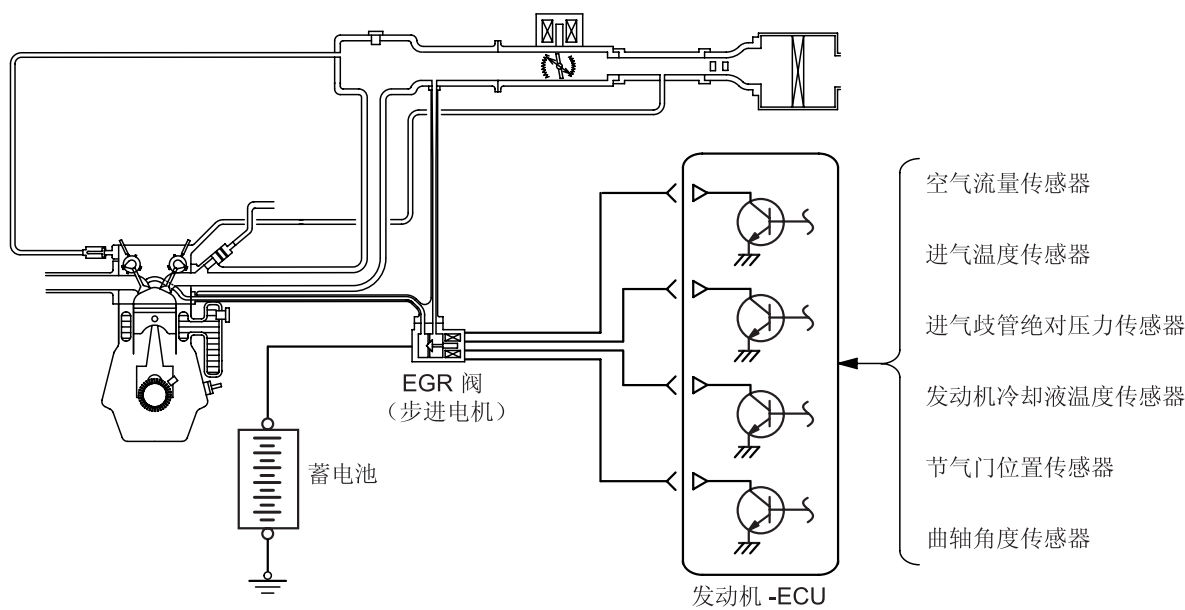 空气流量传感器
进气温度传感器
进气歧管绝对压力传感器
EGR 阀
（步进电机）
发动机冷却液温度传感器
蓄电池
节气门位置传感器
曲轴角度传感器
发动机 -ECU